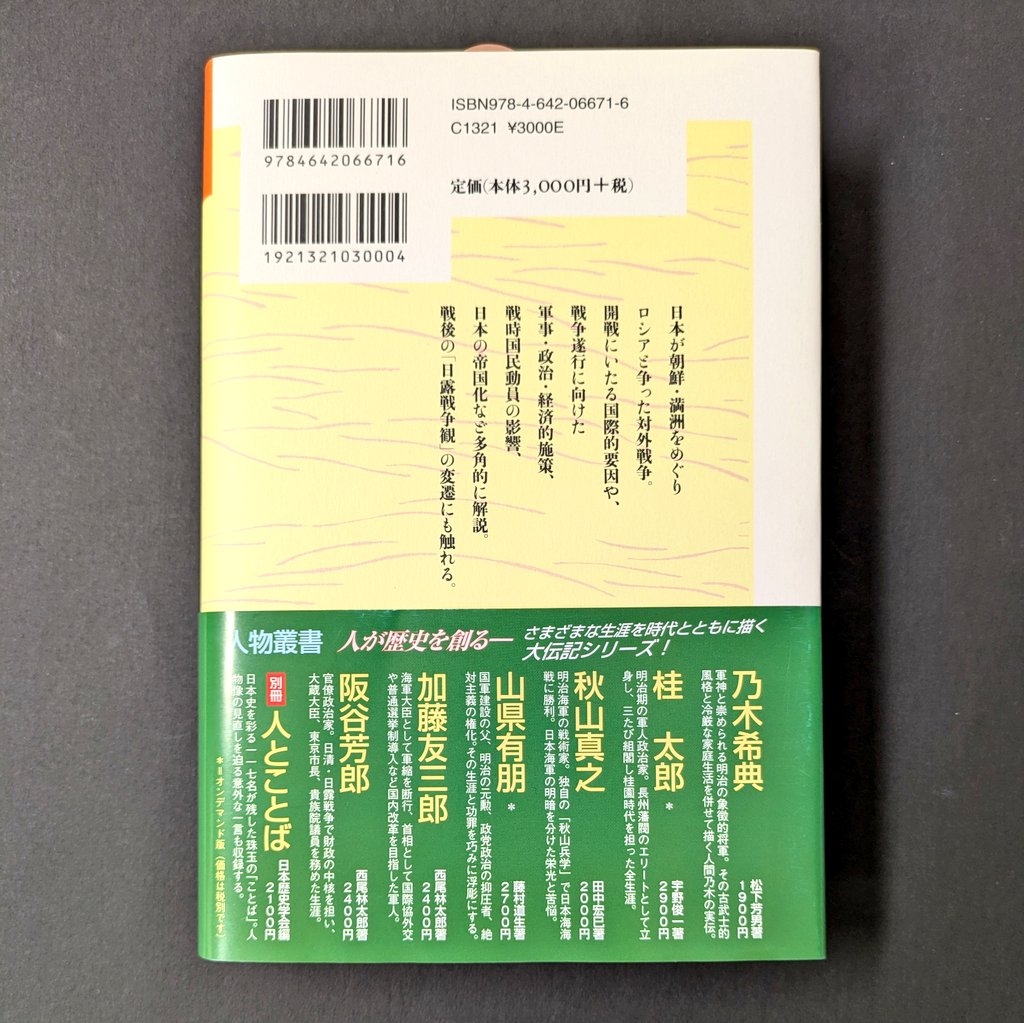 ISBN978-4-642-06671-6
C1321 ¥3000E
9784642066716
定価(本体3,000円+税)
1921321030004
日本が朝鮮・満洲をめぐり
ロシアと争った対外戦争。
開戦にいたる国際的要因や、
戦争遂行に向けた
軍事・政治・経済的施策、
戦時国民動員の影響、
日本の帝国化など多角的に解説。
戦後の「日露戦争観」の変遷にも触れる。
人物叢書
人が歴史を創る―
さまざまな生涯を時代とともに描く
大伝記シリーズ!
乃木希典
松下芳男著
1900円
軍神と崇められる明治の象徴的将軍。その古武士的
風格と冷厳な家庭生活を併せて描く人間乃木の実伝。
桂 太郎*
宇野俊一著
2900円
明治期の軍人政治家。長州藩閥のエリートとして立
身し、三たび組閣し桂園時代を担った全生涯。
秋山真之
田中宏巳著
2000円
明治海軍の戦術家。独自の「秋山兵学」で日本海海
戦に勝利。日本海軍の明暗を分けた栄光と苦悩。
山県有朋*
藤村道生著
2700円
国軍建設の父、明治の元勲、政党政治の抑圧者、絶
対主義の権化。その生涯と功罪を巧みに浮彫にする。
加藤友三郎
西尾林太郎著
2400円
海軍大臣として軍縮を断行、首相として国際協外交
や普通選挙制導入など国内改革を目指した軍人。
阪谷芳郎
西尾林太郎著
2400円
官僚政治家。日清・日露戦争で財政の中核を担い、
大蔵大臣、東京市長、貴族院議員を務めた生涯。
別冊 人とことば
日本歴史学会編
2100円
日本史を彩る一一七名が残した珠玉の「ことば」。人
物像の見直しを迫る意外な一言も収録する。
*=オンデマンド版(価格は税別です)